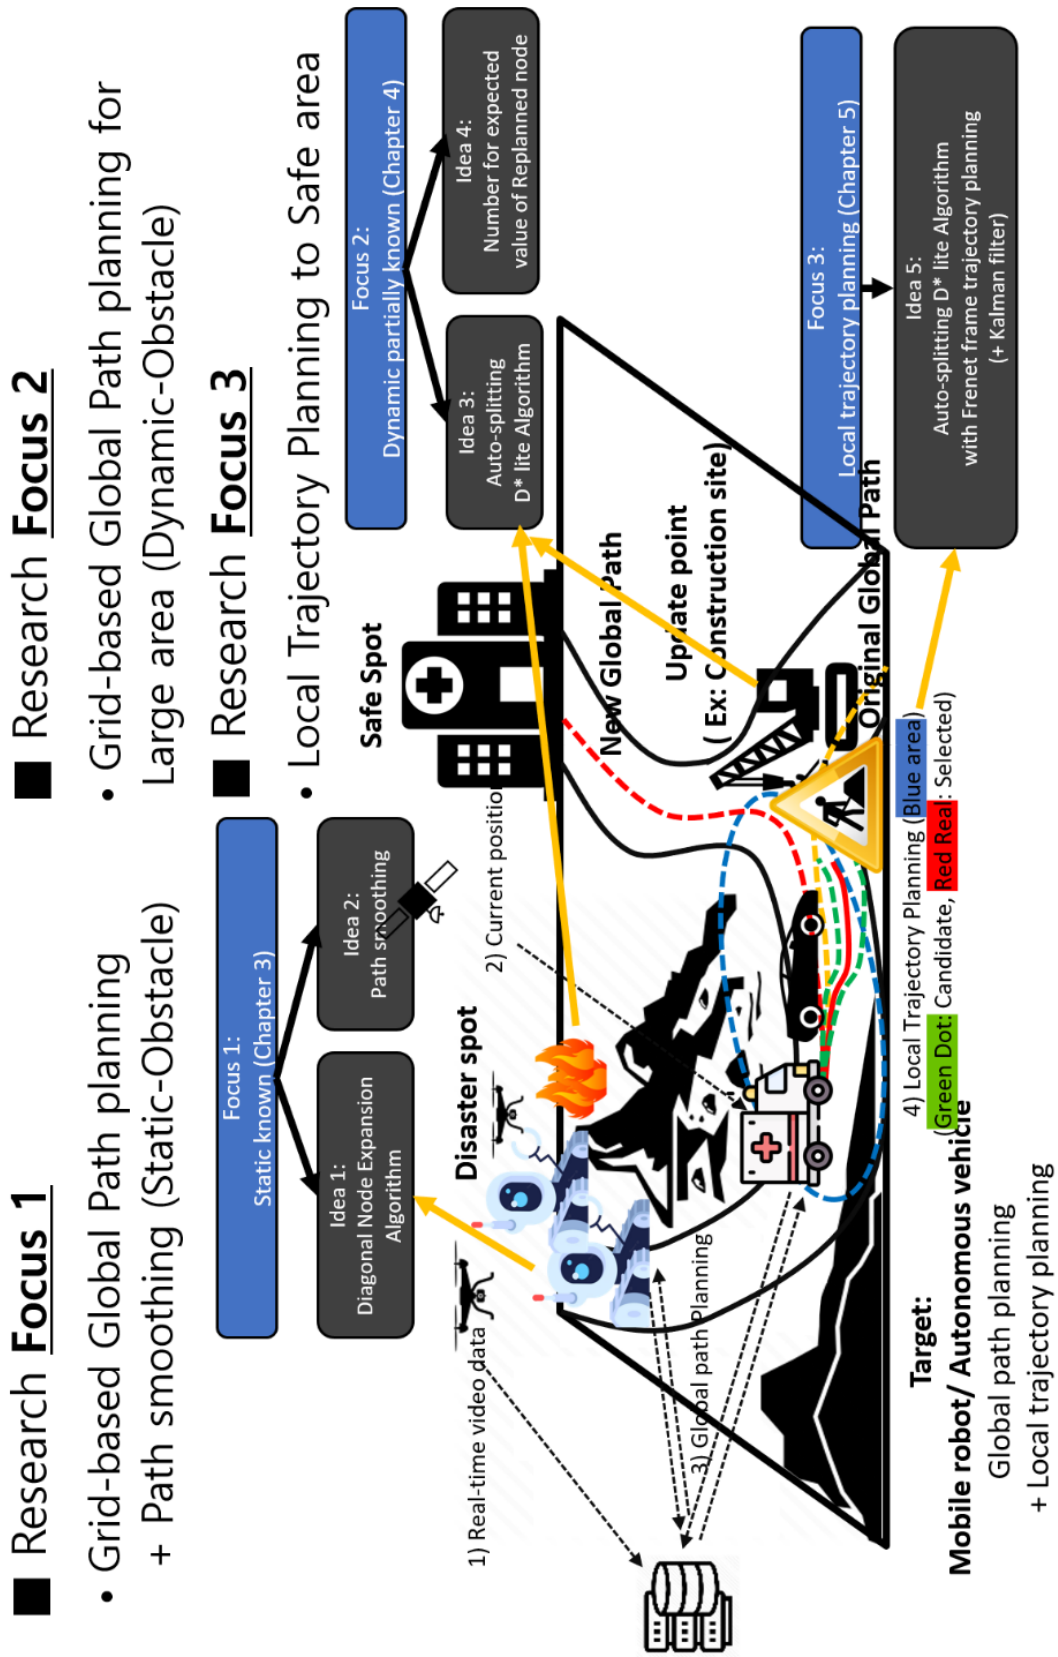 ■ Research Focus 1
• Grid-based Global Path planning
+ Path smoothing (Static-Obstacle)
■ Research Focus 2
• Grid-based Global Path planning for
Large area (Dynamic-Obstacle)
■ Research Focus 3
• Local Trajectory Planning to Safe area
Focus 1:
Static known (Chapter 3)
Idea 1:
Diagonal Node Expansion
Algorithm
Idea 2:
Path smoothing
Focus 2:
Dynamic partially known (Chapter 4)
Idea 3:
Auto-splitting
D* lite Algorithm
Idea 4:
Number for expected
value of Replanned node
Safe Spot
Disaster spot
1) Real-time video data
2) Current position
3) Global path Planning
New Global Path
Update point
(Ex: Construction site)
Original Global Path
Focus 3:
Local trajectory planning (Chapter 5)
Idea 5:
Auto-splitting D* lite Algorithm
with Frenet frame trajectory planning
(+ Kalman filter)
4) Local Trajectory Planning (Blue area)
(Green Dot: Candidate, Red Real: Selected)
Target:
Mobile robot/ Autonomous vehicle
Global path planning
+ Local trajectory planning